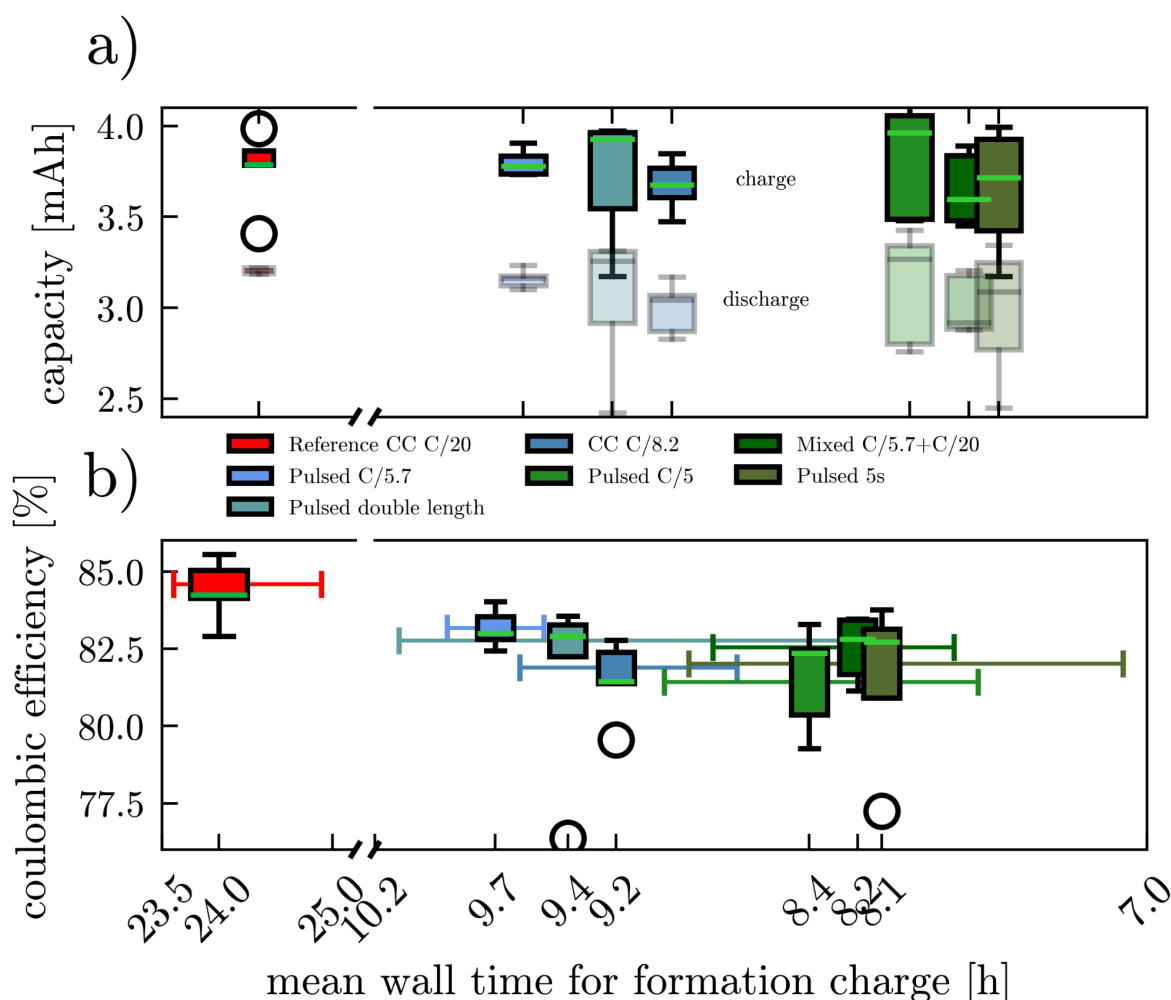 a)
capacity [mAh]
4.0
3.5
3.0
2.5
charge
discharge
Reference CC C/20
Pulsed C/5.7
Pulsed double length
CC C/8.2
Pulsed C/5
Mixed C/5.7+C/20
Pulsed 5s
b)
coulombic efficiency [%]
85.0
82.5
80.0
77.5
23.5
24.0
25.0
10.2
9.7
9.4
9.2
8.4
8.2
8.1
7.0
mean wall time for formation charge [h]